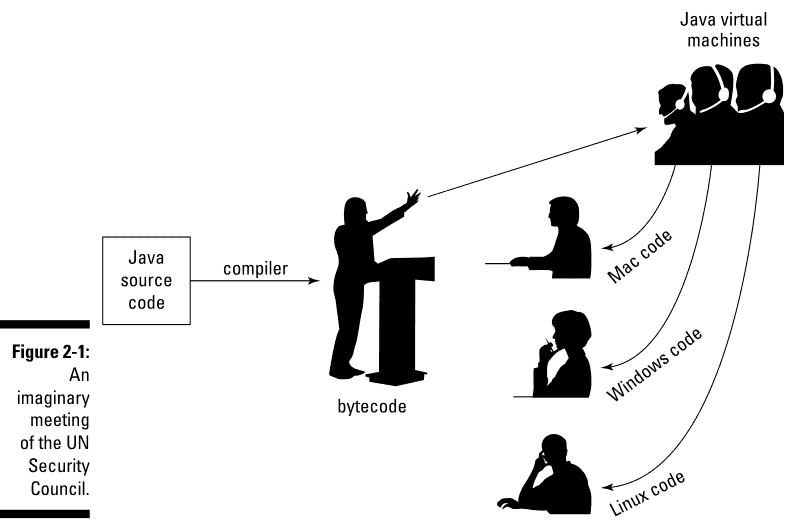 Java virtual
machines
Java
source
code
compiler
bytecode
Mac code
Windows code
Linux code
Figure 2-1:
An
imaginary
meeting
of the UN
Security
Council.